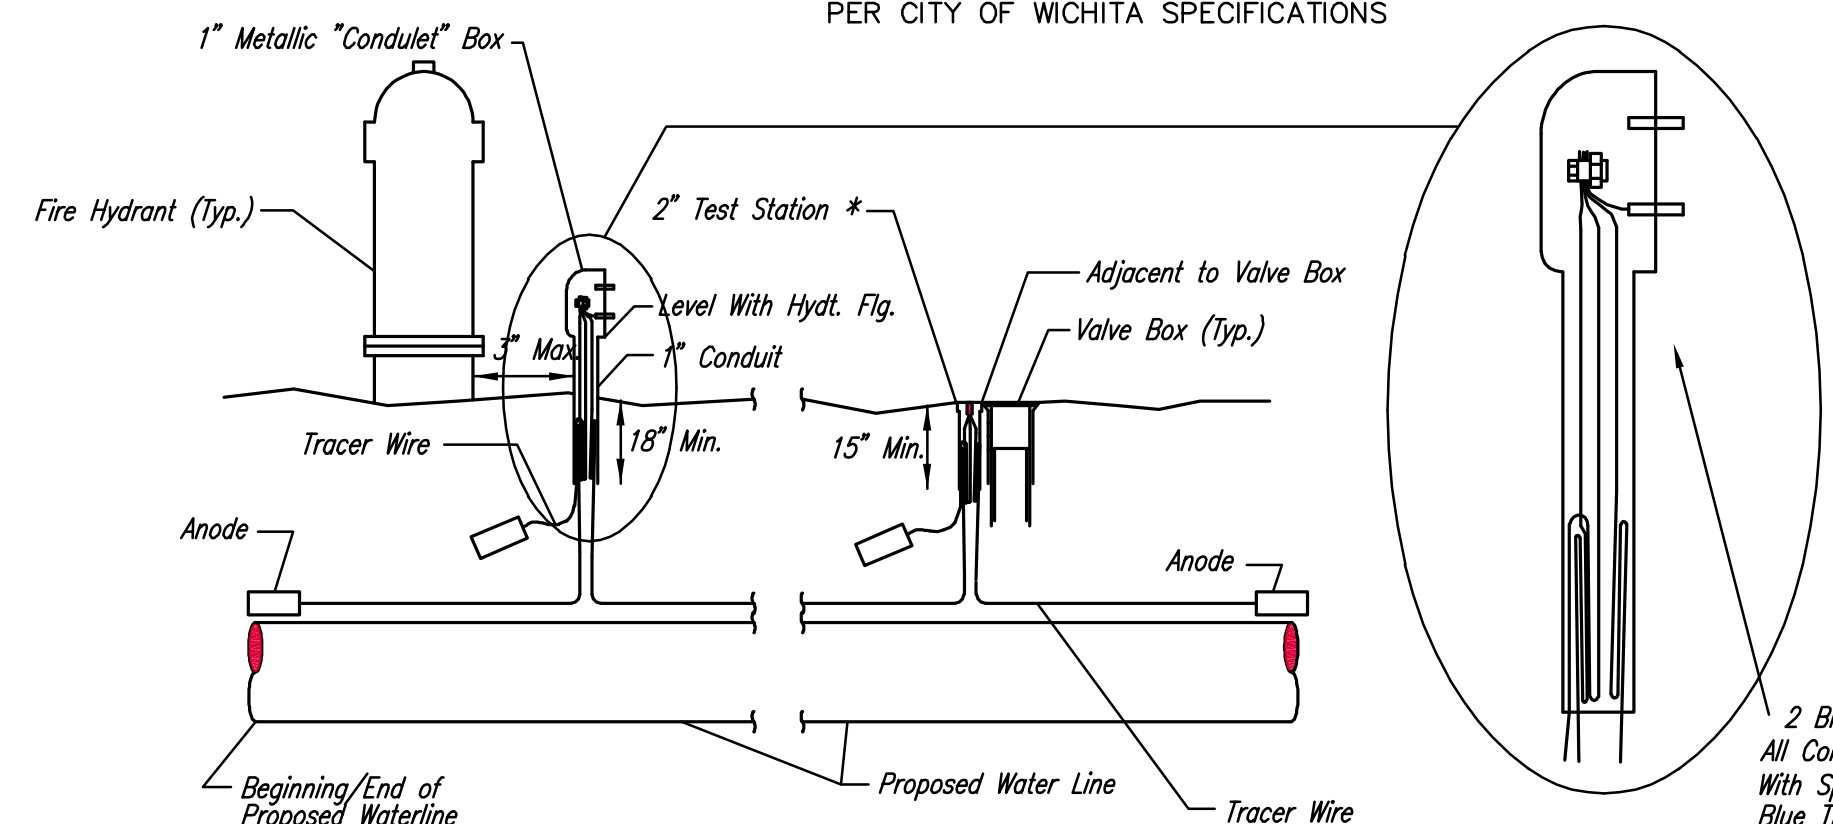 PER CITY OF WICHITA SPECIFICATIONS
1" Metallic "Condulet" Box
Fire Hydrant (Typ.)
2" Test Station *
Adjacent to Valve Box
Level With Hydt. Flg.
Valve Box (Typ.)
3" Max.
1" Conduit
Tracer Wire
18" Min.
15" Min.
Anode
Anode
2
All
With
Blue
Beginning/End of
Proposed Waterline
Proposed Water Line
Tracer Wire